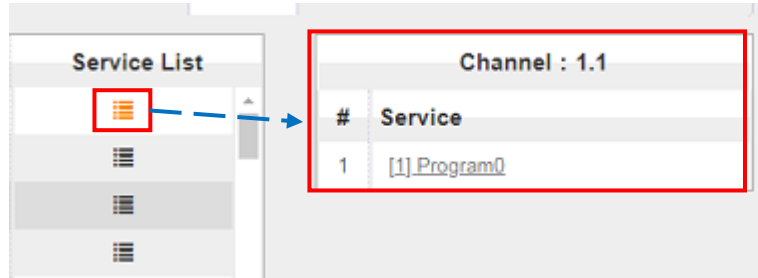 Service List
Channel : 1.1
# Service
1 [1] Program0